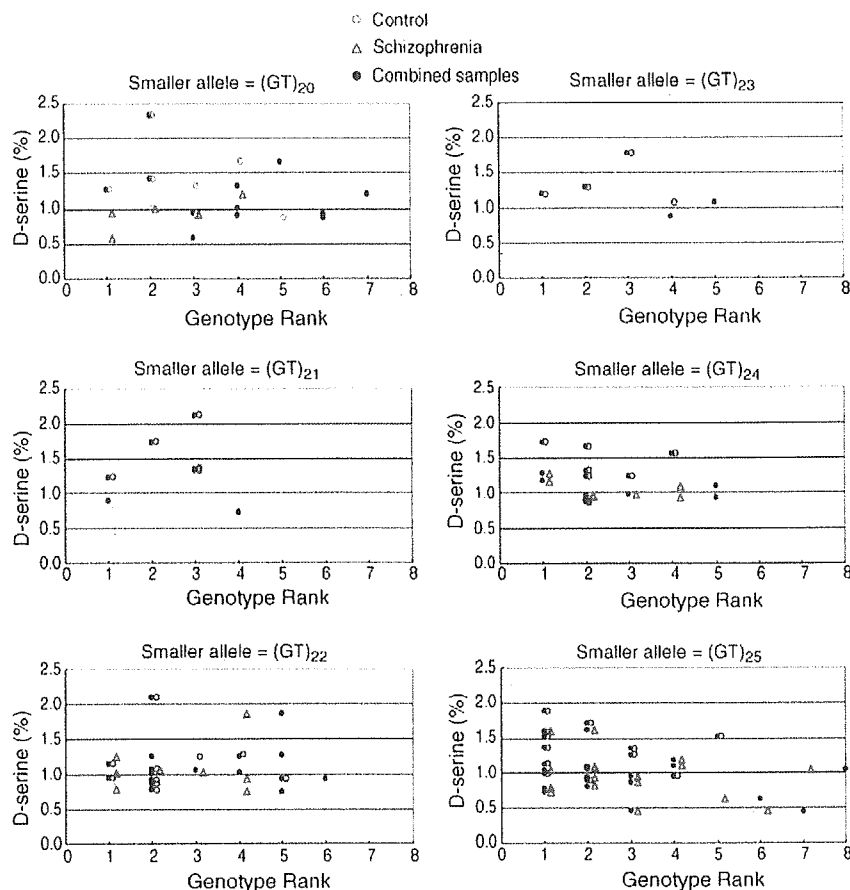 Control
Schizophrenia
Combined samples
Smaller allele = (GT)20
2.5
2.0
1.5
1.0
0.5
0.0
D-serine (%)
0 1 2 3 4 5 6 7 8
Genotype Rank
Smaller allele = (GT)23
2.5
2.0
1.5
1.0
0.5
0.0
D-serine (%)
0 1 2 3 4 5 6 7 8
Genotype Rank
Smaller allele = (GT)21
2.5
2.0
1.5
1.0
0.5
0.0
D-serine (%)
0 1 2 3 4 5 6 7 8
Genotype Rank
Smaller allele = (GT)24
2.5
2.0
1.5
1.0
0.5
0.0
D-serine (%)
0 1 2 3 4 5 6 7 8
Genotype Rank
Smaller allele = (GT)22
2.5
2.0
1.5
1.0
0.5
0.0
D-serine (%)
0 1 2 3 4 5 6 7 8
Genotype Rank
Smaller allele = (GT)25
2.5
2.0
1.5
1.0
0.5
0.0
D-serine (%)
0 1 2 3 4 5 6 7 8
Genotype Rank